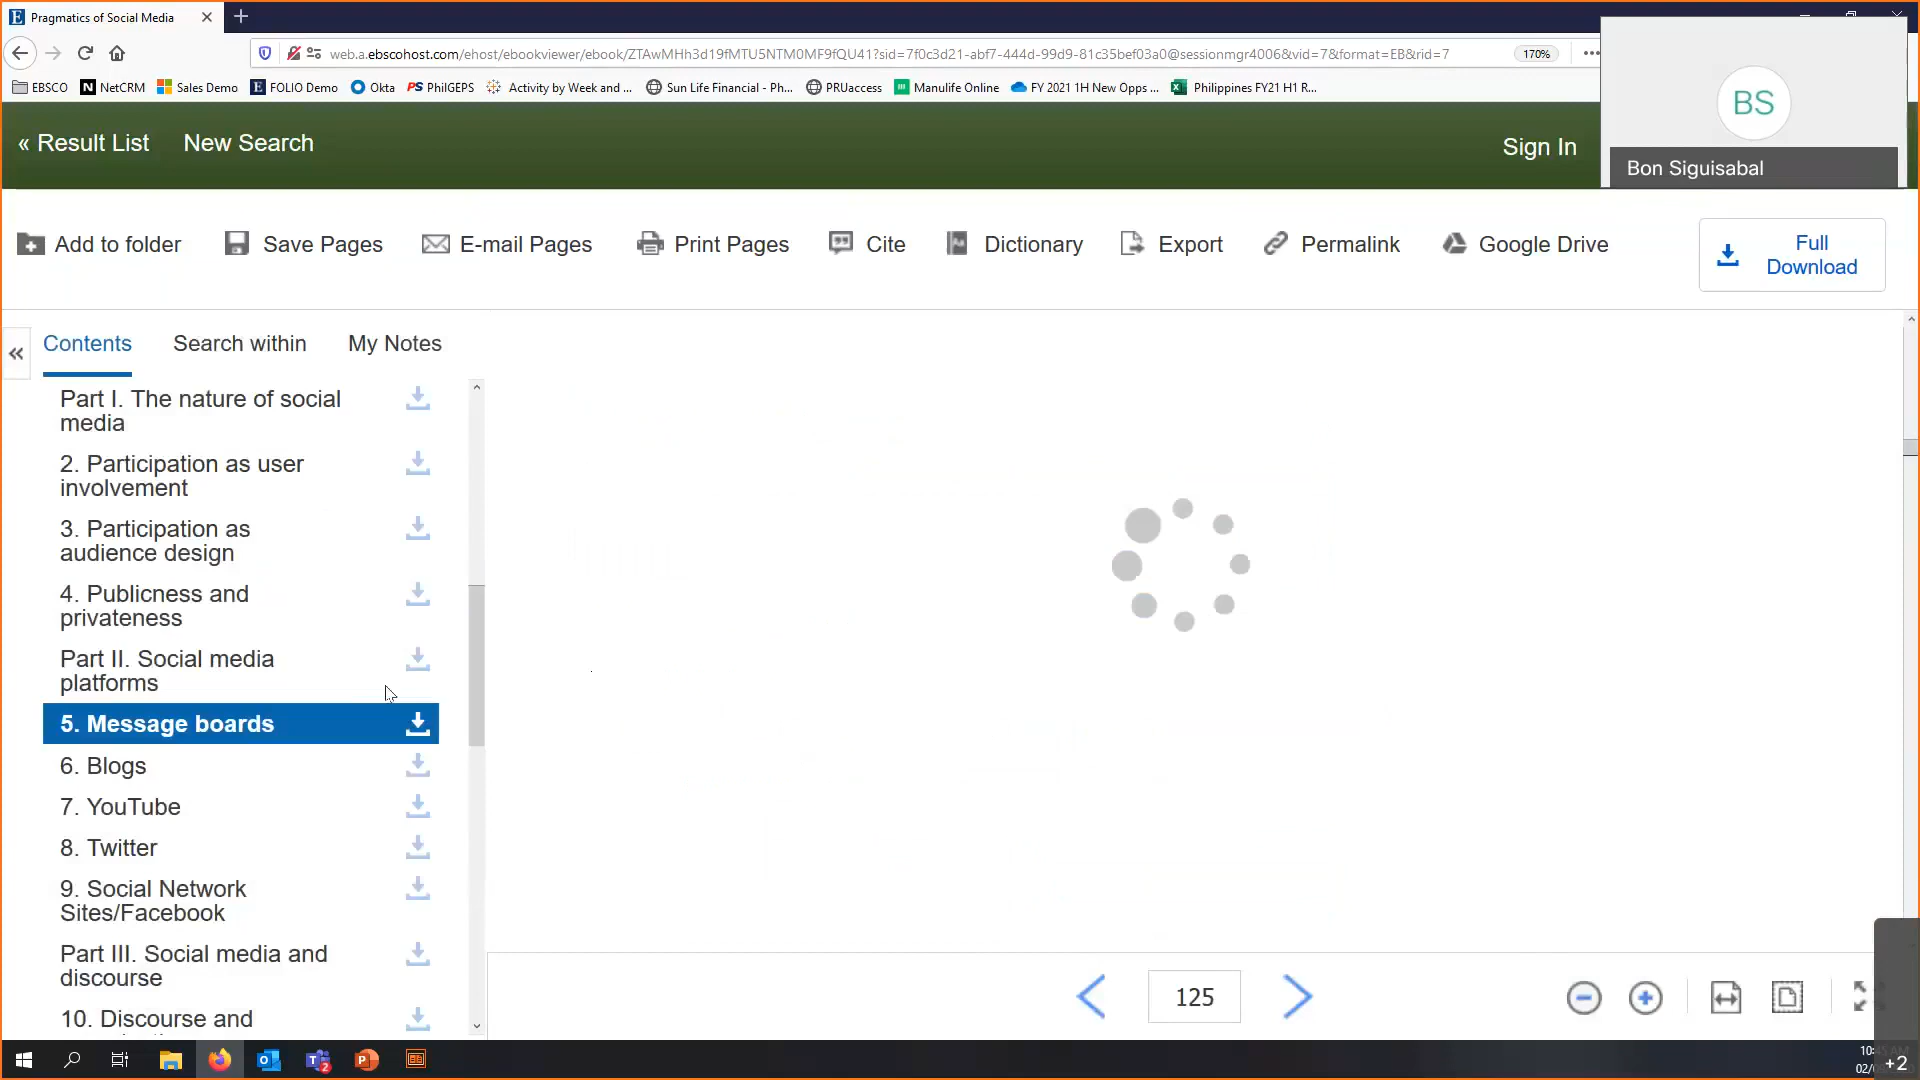 Pragmatics of Social Media
web.a.ebscohost.com/ehost/ebookviewer/ebook/ZTAwMHh3d19fMTU5NTM0MF9fQU41?sid=7f0c3d21-abf7-444d-99d9-81c35bef03a0@sessionmgr4006&vid=7&format=EB&rid=7
170%
EBSCO
NetCRM
Sales Demo
FOLIO Demo
Okta
PhilGEPS
Activity by Week and ...
Sun Life Financial - Ph...
PRUaccess
Manulife Online
FY 2021 1H New Opps ...
Philippines FY21 H1 R...
BS
Bon Siguisabal
« Result List
New Search
Sign In
Add to folder
Save Pages
E-mail Pages
Print Pages
Cite
Dictionary
Export
Permalink
Google Drive
Full
Download
Contents
Search within
My Notes
Part I. The nature of social
media
2. Participation as user
involvement
3. Participation as
audience design
4. Publicness and
privateness
Part II. Social media
platforms
5. Message boards
6. Blogs
7. YouTube
8. Twitter
9. Social Network
Sites/Facebook
Part III. Social media and
discourse
10. Discourse and
125
+2